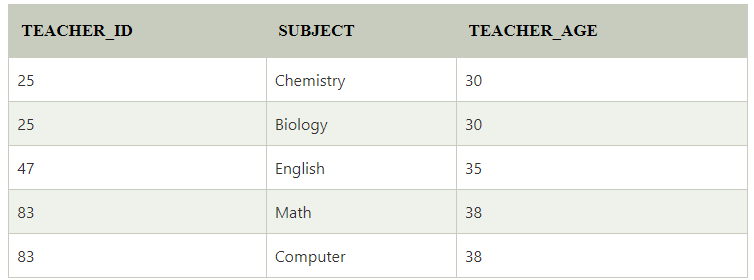 TEACHER_ID SUBJECT TEACHER_AGE
25 Chemistry 30
25 Biology 30
47 English 35
83 Math 38
83 Computer 38